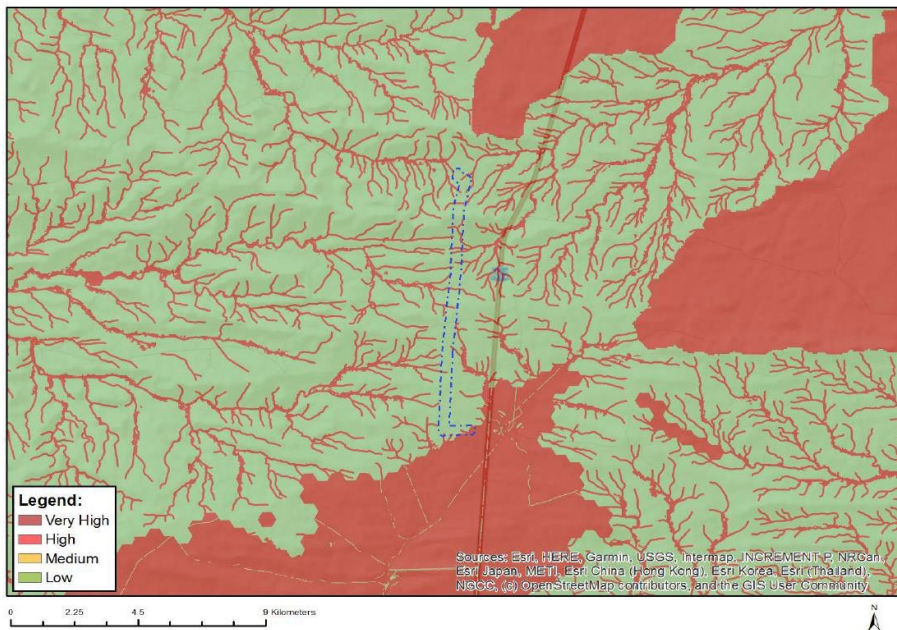 Legend:
Very High
High
Medium
Low
Sources: Esri, HERE, Garmin, USGS, Intermap, INCREMENT P, NRCan,
Esri Japan, METI, Esri China (Hong Kong), Esri Korea, Esri (Thailand),
NGCC, (c) OpenStreetMap contributors, and the GIS User Community
0 2.25 4.5 9 Kilometers
N